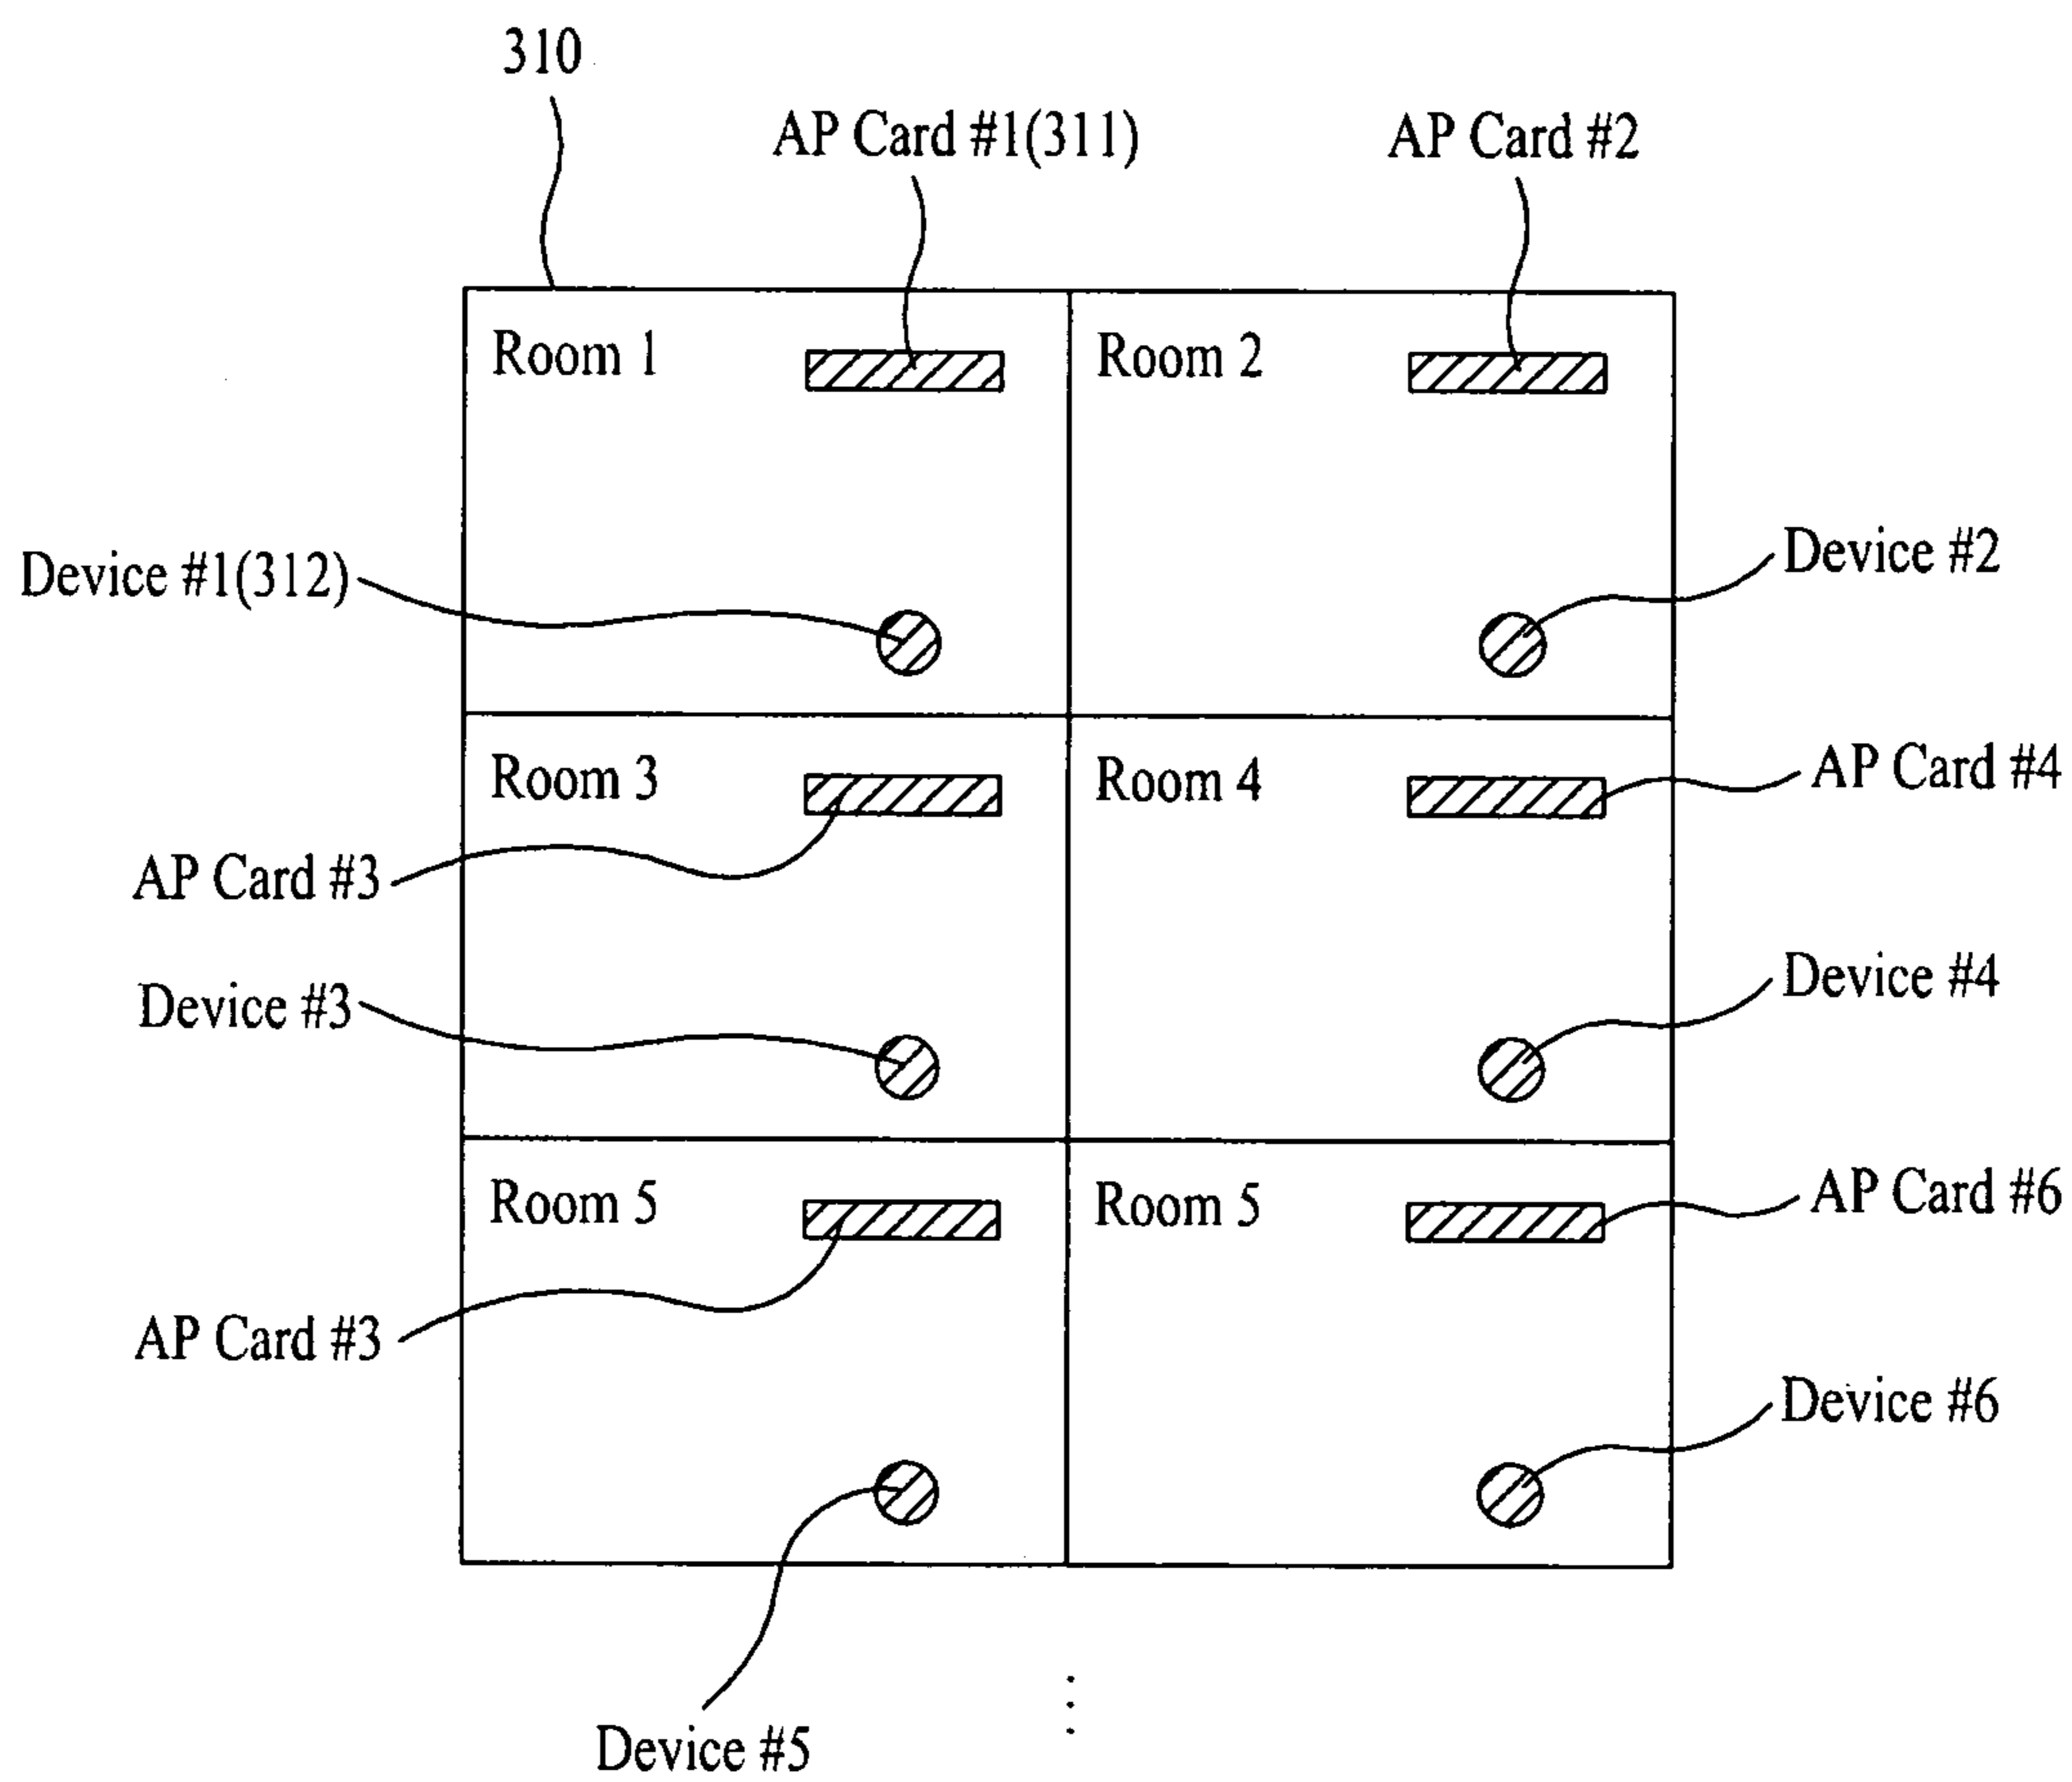 310
AP Card #1(311)
AP Card #2
Room 1
Room 2
Device #1(312)
Device #2
Room 3
Room 4
AP Card #4
AP Card #3
Device #3
Device #4
Room 5
Room 5
AP Card #6
AP Card #3
Device #6
Device #5